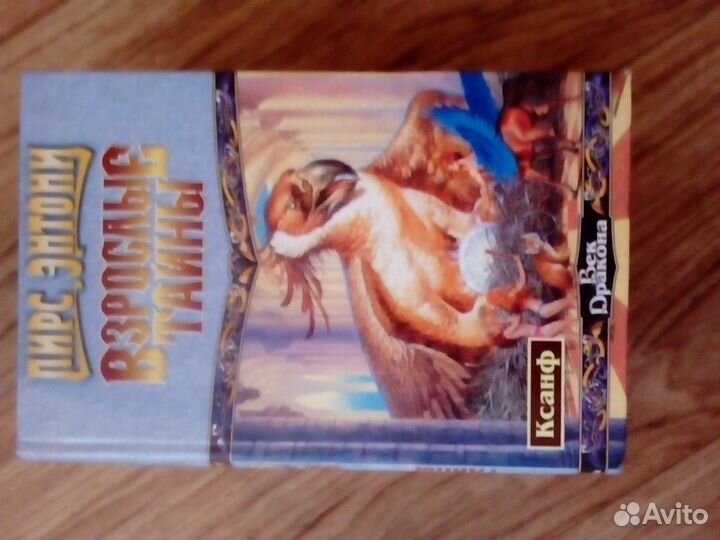 ПИРС ЭНТОНИ
ВЗРОСЛЫЕ
ТАЙНЫ
Ксанф
Век
Дракона
Avito